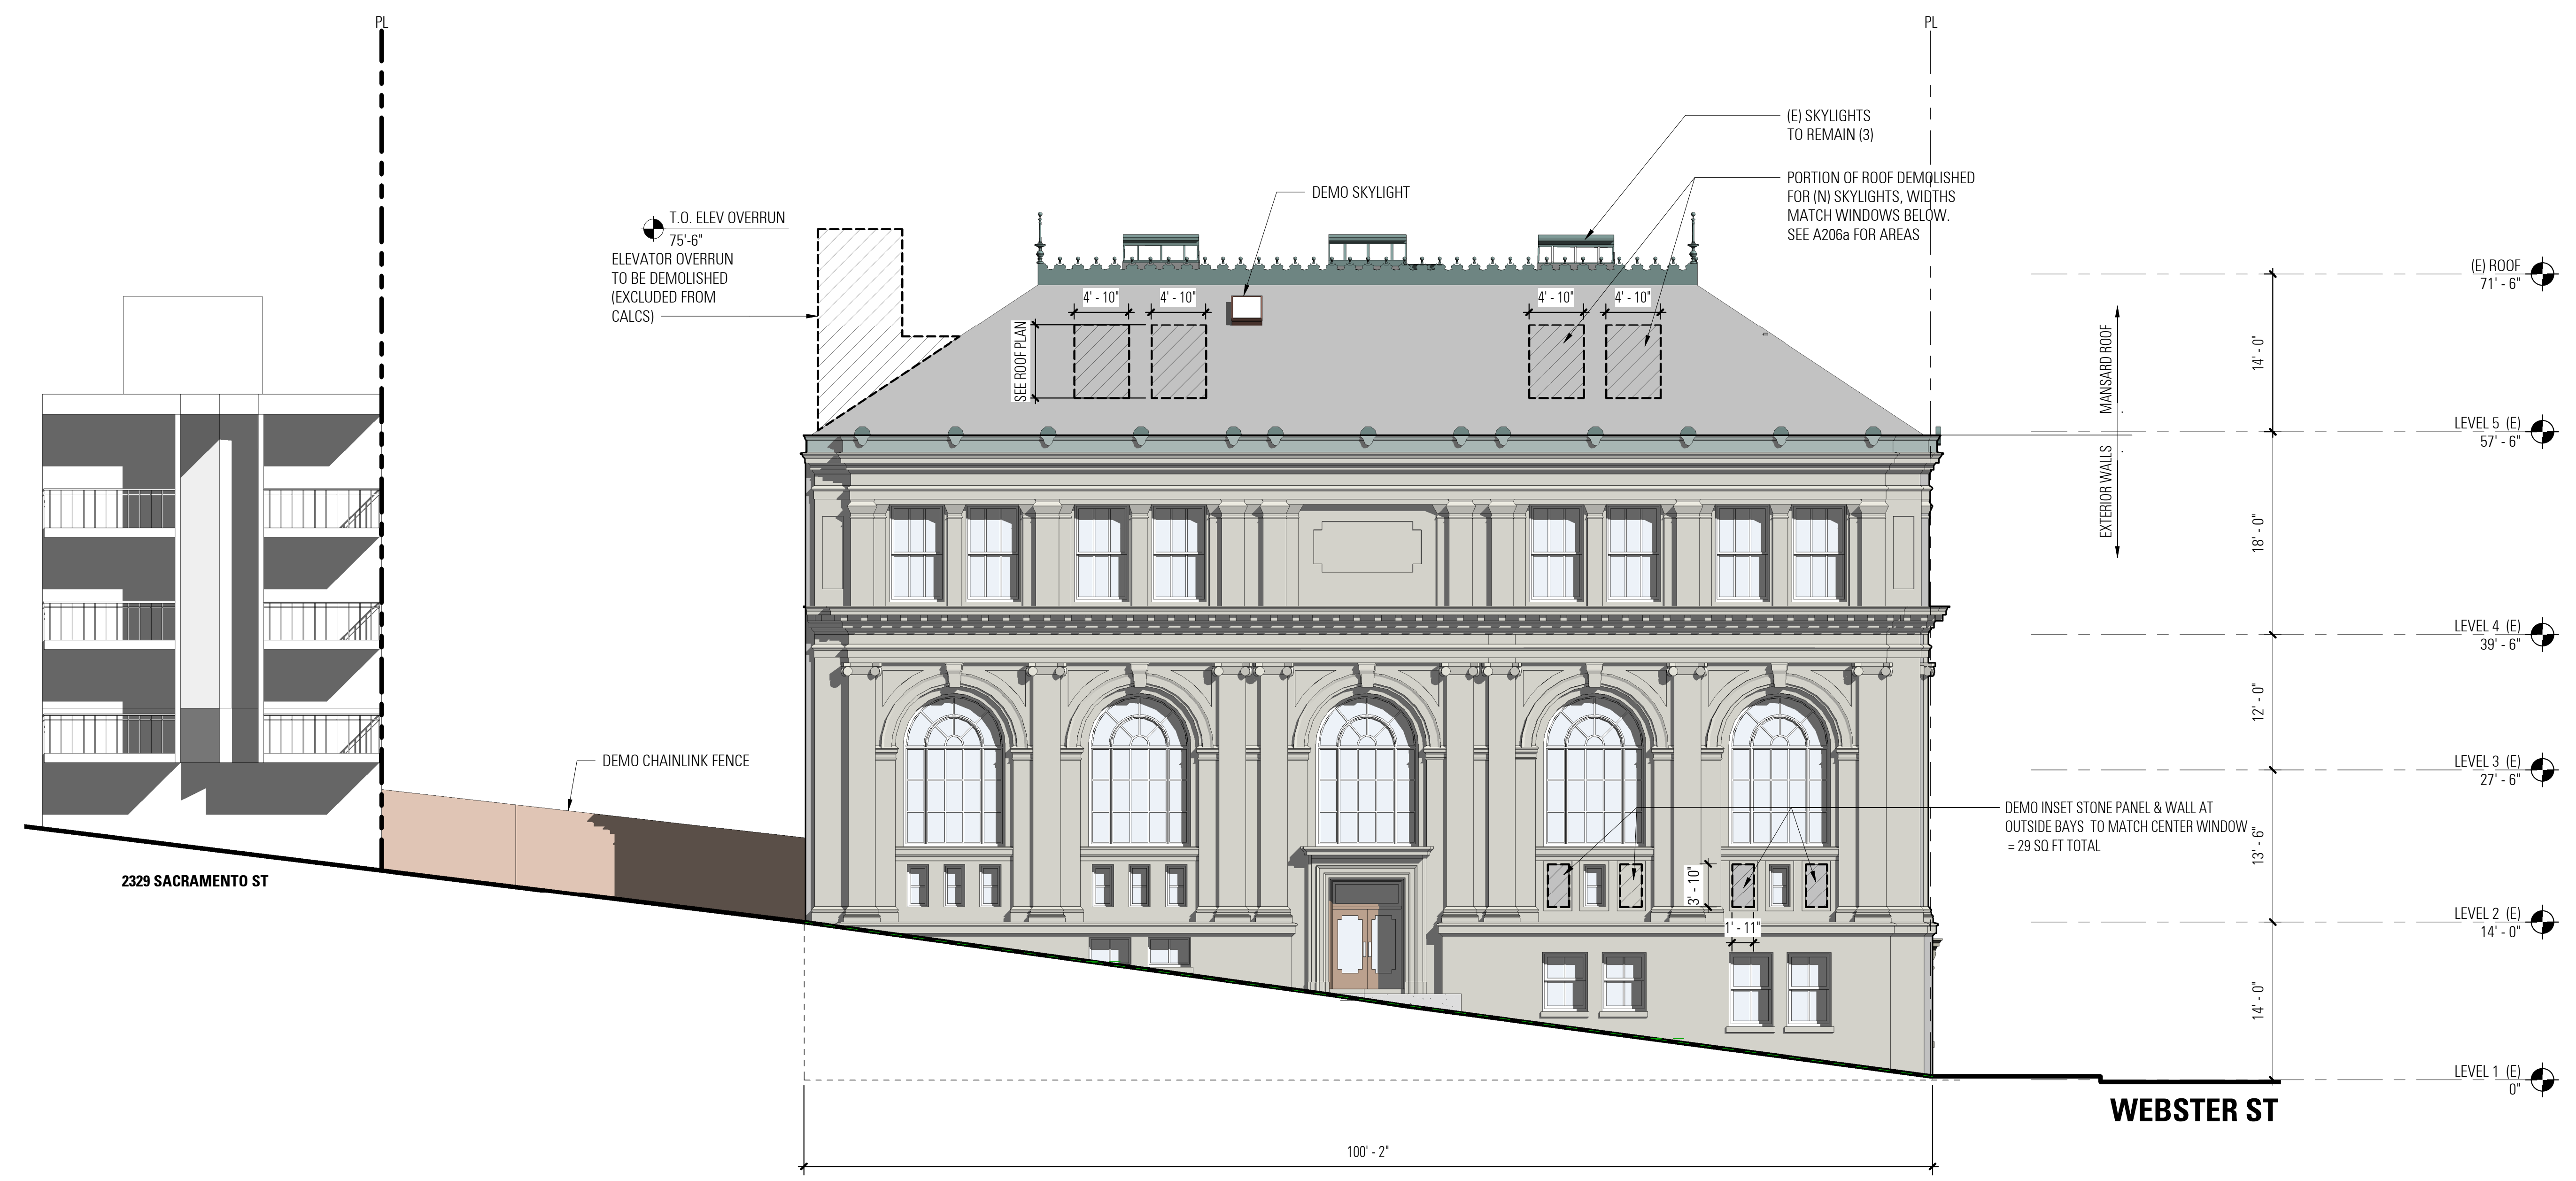 PL
PL
(E) SKYLIGHTS
TO REMAIN (3)
PORTION OF ROOF DEMOLISHED
FOR (N) SKYLIGHTS, WIDTHS
MATCH WINDOWS BELOW.
SEE A206a FOR AREAS
DEMO SKYLIGHT
T.O. ELEV OVERRUN
75'-6"
ELEVATOR OVERRUN
TO BE DEMOLISHED
(EXCLUDED FROM
CALCS)
4' - 10"
4' - 10"
4' - 10"
4' - 10"
SEE ROOF PLAN
(E) ROOF
71' - 6"
MANSARD ROOF
14' - 0"
LEVEL 5 (E)
57' - 6"
EXTERIOR WALLS
18' - 0"
LEVEL 4 (E)
39' - 6"
12' - 0"
LEVEL 3 (E)
27' - 6"
DEMO CHAINLINK FENCE
DEMO INSET STONE PANEL & WALL AT
OUTSIDE BAYS TO MATCH CENTER WINDOW
= 29 SQ FT TOTAL
13' - 6"
3' - 10"
1' - 11"
2329 SACRAMENTO ST
LEVEL 2 (E)
14' - 0"
14' - 0"
LEVEL 1 (E)
0"
WEBSTER ST
100' - 2"